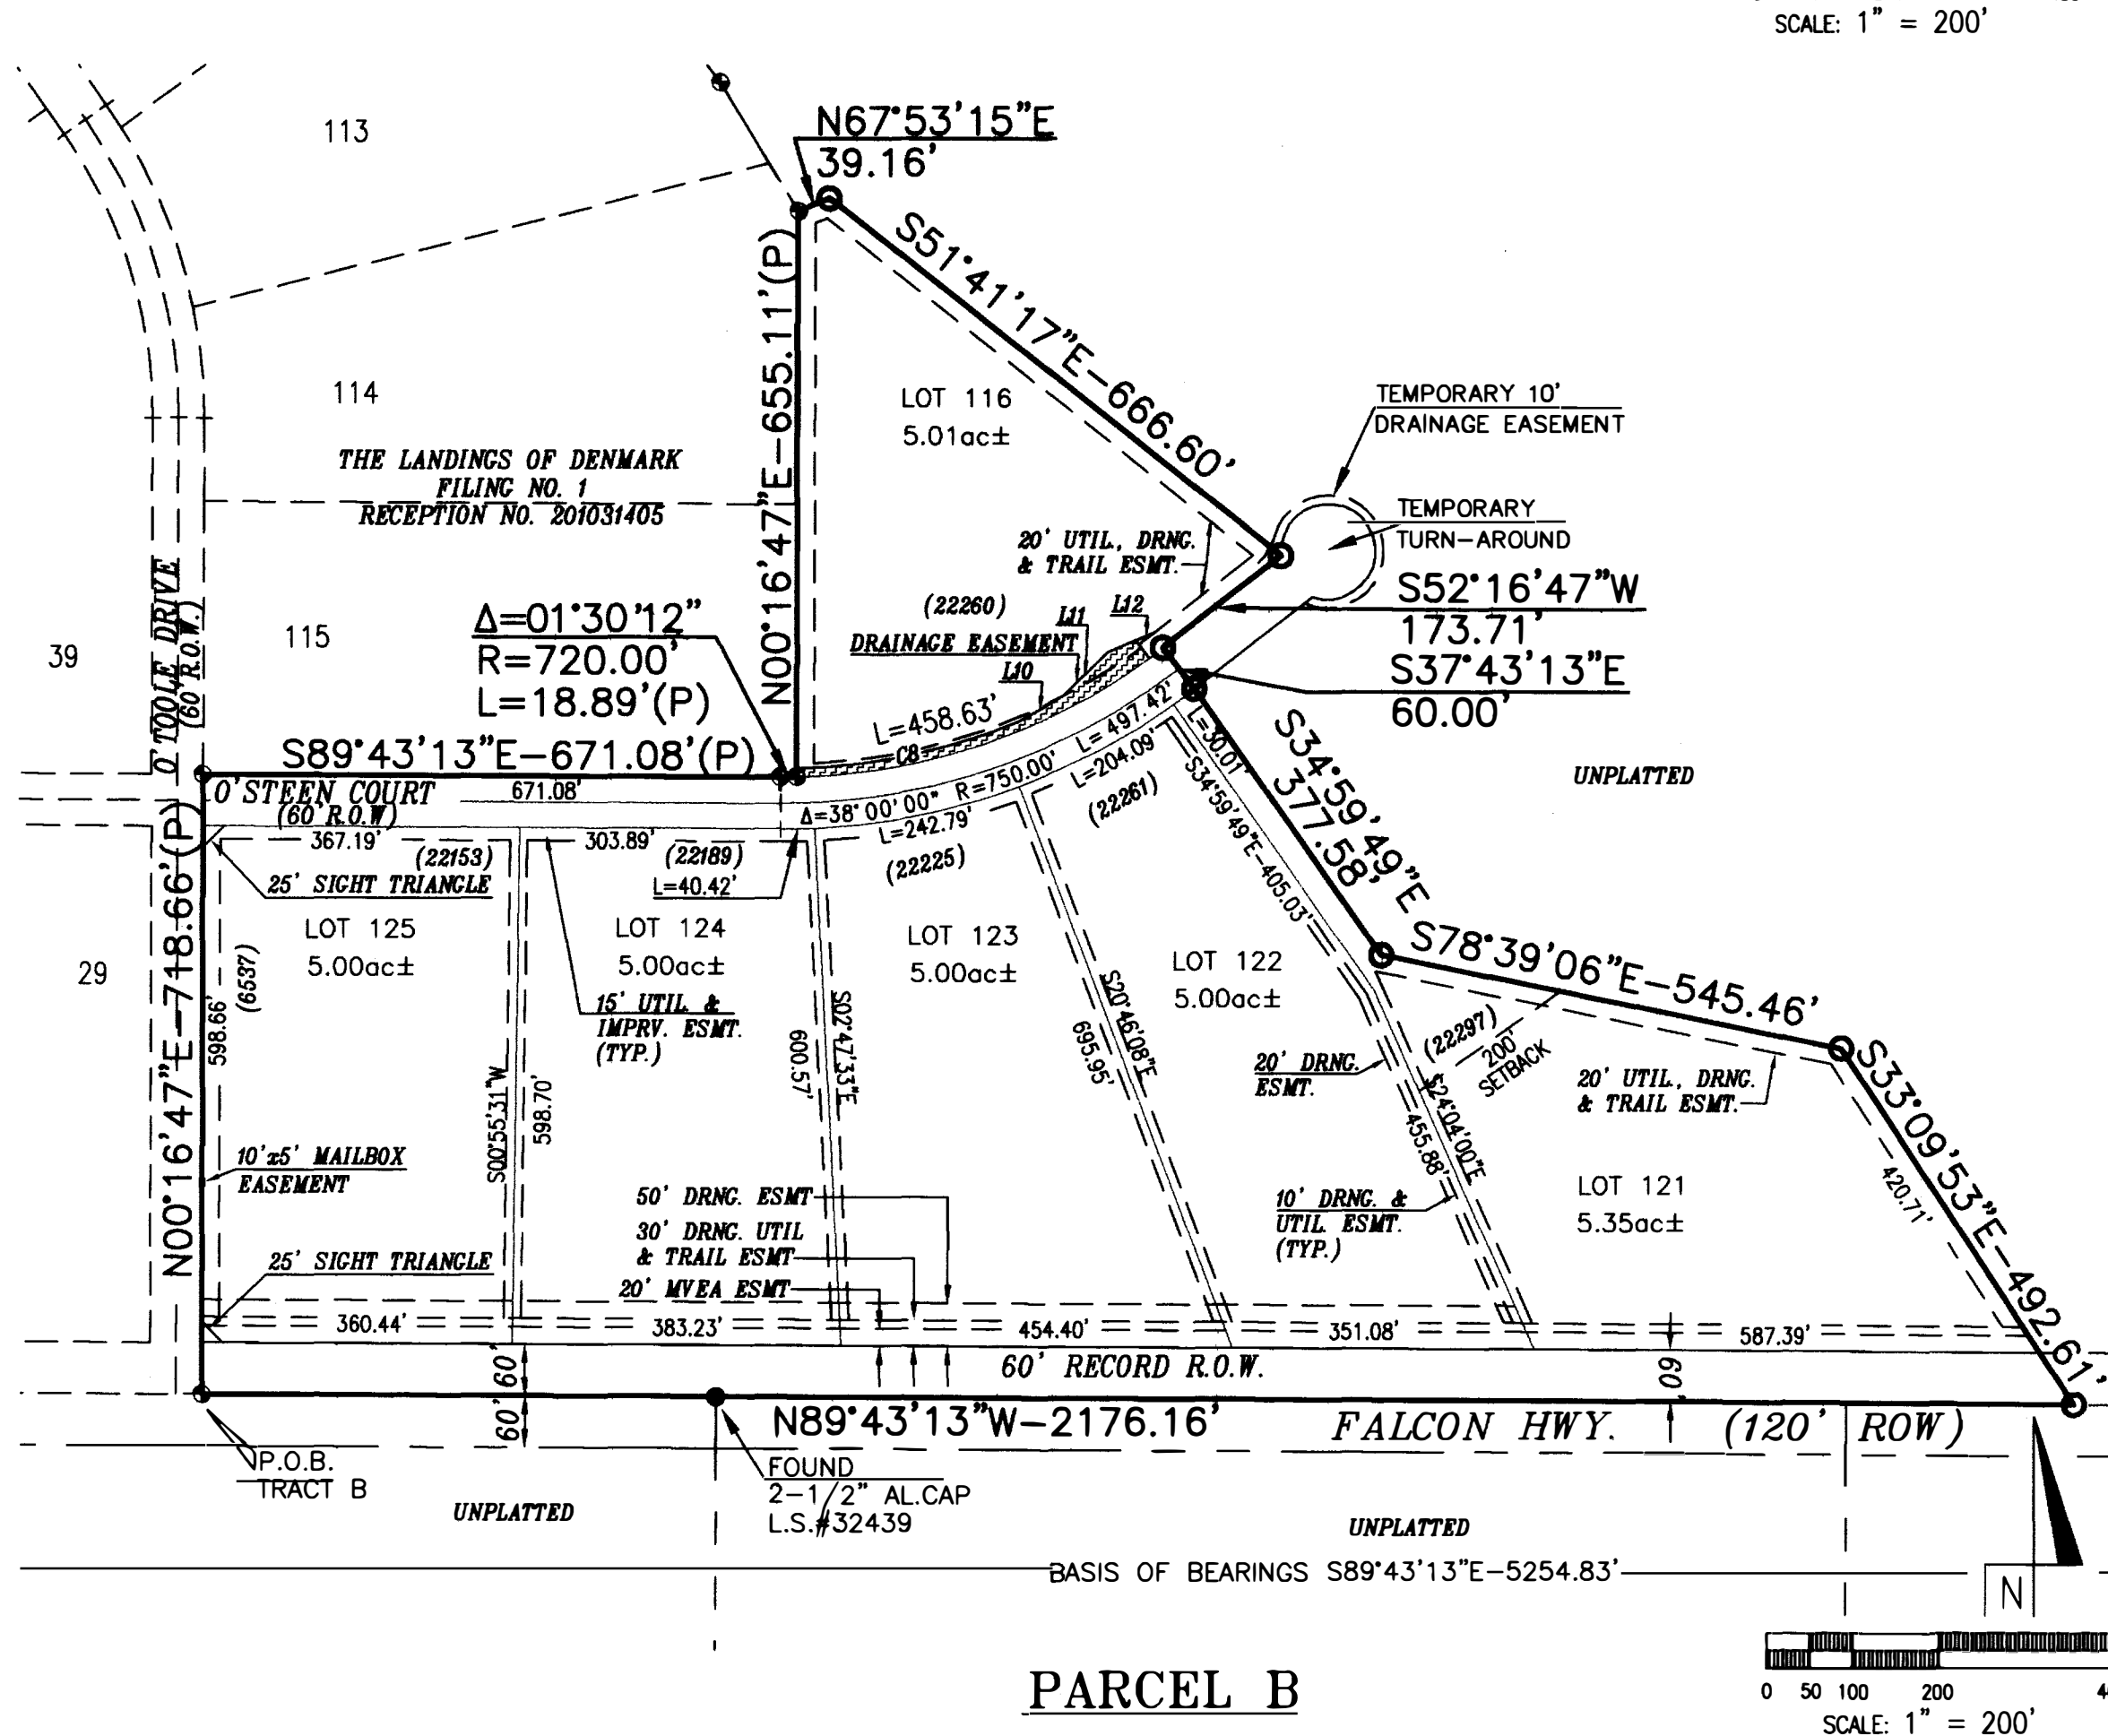 SCALE: 1" = 200'
N67°53'15"E
39.16'
113
S51°41'17"E-666.60'
N00°16'47"E-655.11'(P)
114
LOT 116
5.01ac±
TEMPORARY 10'
DRAINAGE EASEMENT
THE LANDINGS OF DENMARK
FILING NO. 1
RECEPTION NO. 201031405
TEMPORARY
TURN-AROUND
20' UTIL., DRNG.
& TRAIL ESMT.
S52°16'47"W
173.71'
S37°43'13"E
60.00'
O'TOOLE DRIVE
(60' R.O.W.)
39
115
Δ=01°30'12"
R=720.00'
L=18.89'(P)
(22260)
L11
L12
DRAINAGE EASEMENT
L10
L=458.63'
C8
L=497.42'
S89°43'13"E-671.08'(P)
O'STEEN COURT
(60' R.O.W)
671.08'
Δ=38°00'00"
R=750.00'
L=204.09'
(22261)
L=30.01'
S34°59'49"E-405.03'
S34°59'49"E
377.58'
UNPLATTED
367.19'
(22153)
303.89'
(22189)
L=40.42'
L=242.79'
(22225)
25' SIGHT TRIANGLE
N00°16'47"E-718.66'(P)
598.66'
(6537)
29
LOT 125
5.00ac±
LOT 124
5.00ac±
LOT 123
5.00ac±
LOT 122
5.00ac±
S78°39'06"E-545.46'
15' UTIL &
IMPRV. ESMT.
(TYP.)
S00°55'31"W
598.70'
S02°47'33"E
600.57'
S20°46'08"E
695.95'
20' DRNG.
ESMT.
(22297)
200'
SETBACK
S24°04'00"E
455.88'
20' UTIL., DRNG.
& TRAIL ESMT.
S33°09'53"E-492.61'
420.71'
10'x5' MAILBOX
EASEMENT
50' DRNG. ESMT
30' DRNG. UTIL
& TRAIL ESMT
20' MVEA ESMT
10' DRNG. &
UTIL ESMT.
(TYP.)
LOT 121
5.35ac±
25' SIGHT TRIANGLE
360.44'
383.23'
454.40'
351.08'
587.39'
60'
60' RECORD R.O.W.
60'
60'
N89°43'13"W-2176.16'
FALCON HWY. (120' ROW)
P.O.B.
TRACT B
FOUND
2-1/2" AL.CAP
L.S.#32439
UNPLATTED
UNPLATTED
BASIS OF BEARINGS S89°43'13"E-5254.83'
N
PARCEL B
0 50 100 200
SCALE: 1" = 200'